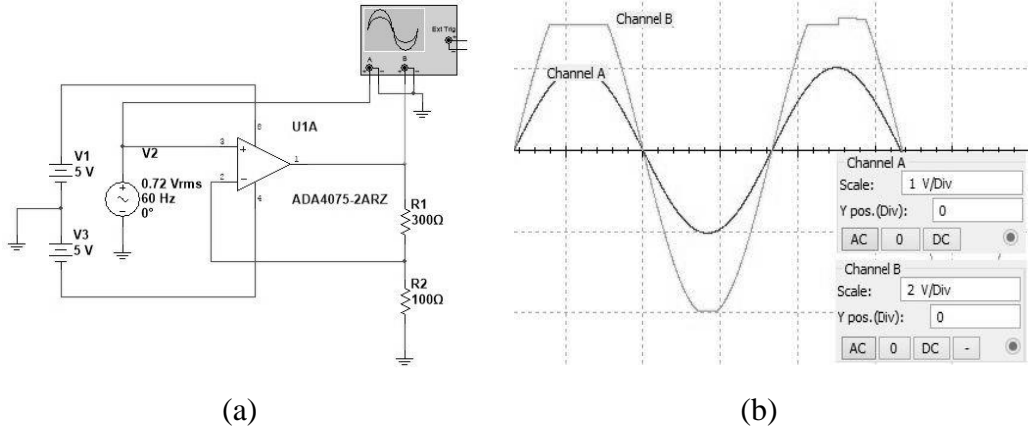 Ext Trig
A
B
U1A
V1
5 V
V2
0.72 Vrms
60 Hz
0°
3
2
8
4
1
ADA4075-2ARZ
R1
300Ω
V3
5 V
R2
100Ω
Channel B
Channel A
Channel A
Scale: 1 V/Div
Y pos.(Div): 0
AC 0 DC
Channel B
Scale: 2 V/Div
Y pos.(Div): 0
AC 0 DC -
(a) (b)